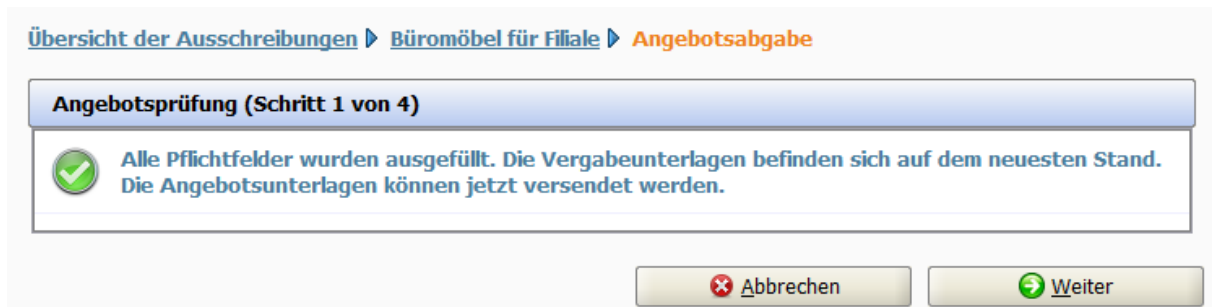 Übersicht der Ausschreibungen Büromöbel für Filiale Angebotsabgabe
Angebotsprüfung (Schritt 1 von 4)
Alle Pflichtfelder wurden ausgefüllt. Die Vergabeunterlagen befinden sich auf dem neuesten Stand.
Die Angebotsunterlagen können jetzt versendet werden.
Abbrechen Weiter